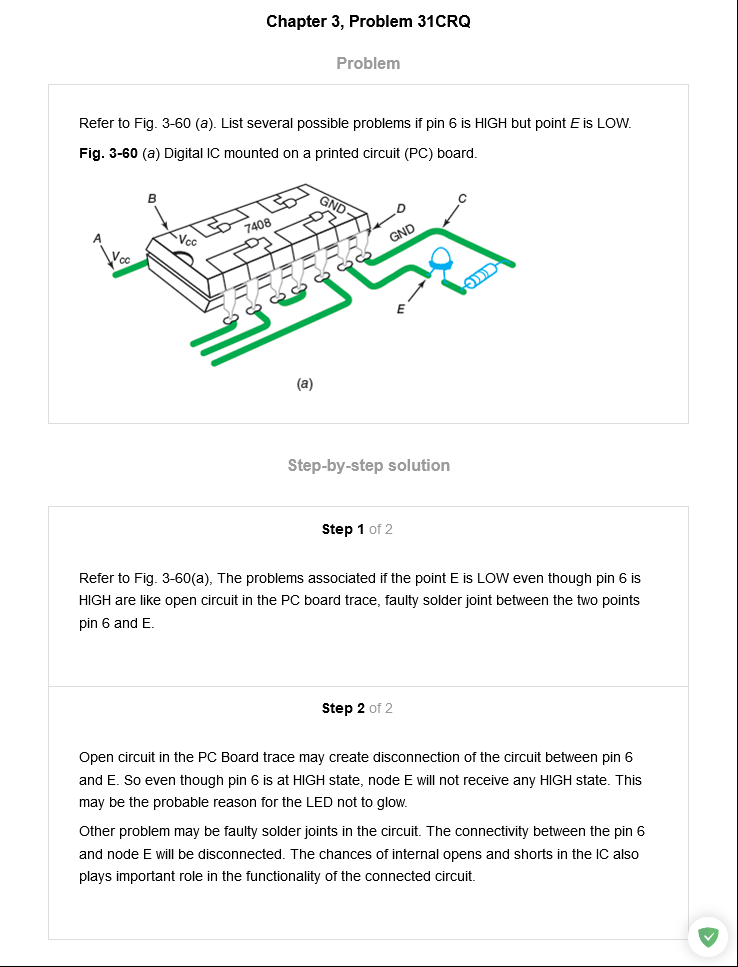 Chapter 3, Problem 31CRQ
Problem
Refer to Fig. 3-60 (a). List several possible problems if pin 6 is HIGH but point E is LOW.
Fig. 3-60 (a) Digital IC mounted on a printed circuit (PC) board.
B
GND
C
D
7408
A
Vcc
GND
Vcc
E
(a)
Step-by-step solution
Step 1 of 2
Refer to Fig. 3-60(a), The problems associated if the point E is LOW even though pin 6 is
HIGH are like open circuit in the PC board trace, faulty solder joint between the two points
pin 6 and E.
Step 2 of 2
Open circuit in the PC Board trace may create disconnection of the circuit between pin 6
and E. So even though pin 6 is at HIGH state, node E will not receive any HIGH state. This
may be the probable reason for the LED not to glow.
Other problem may be faulty solder joints in the circuit. The connectivity between the pin 6
and node E will be disconnected. The chances of internal opens and shorts in the IC also
plays important role in the functionality of the connected circuit.